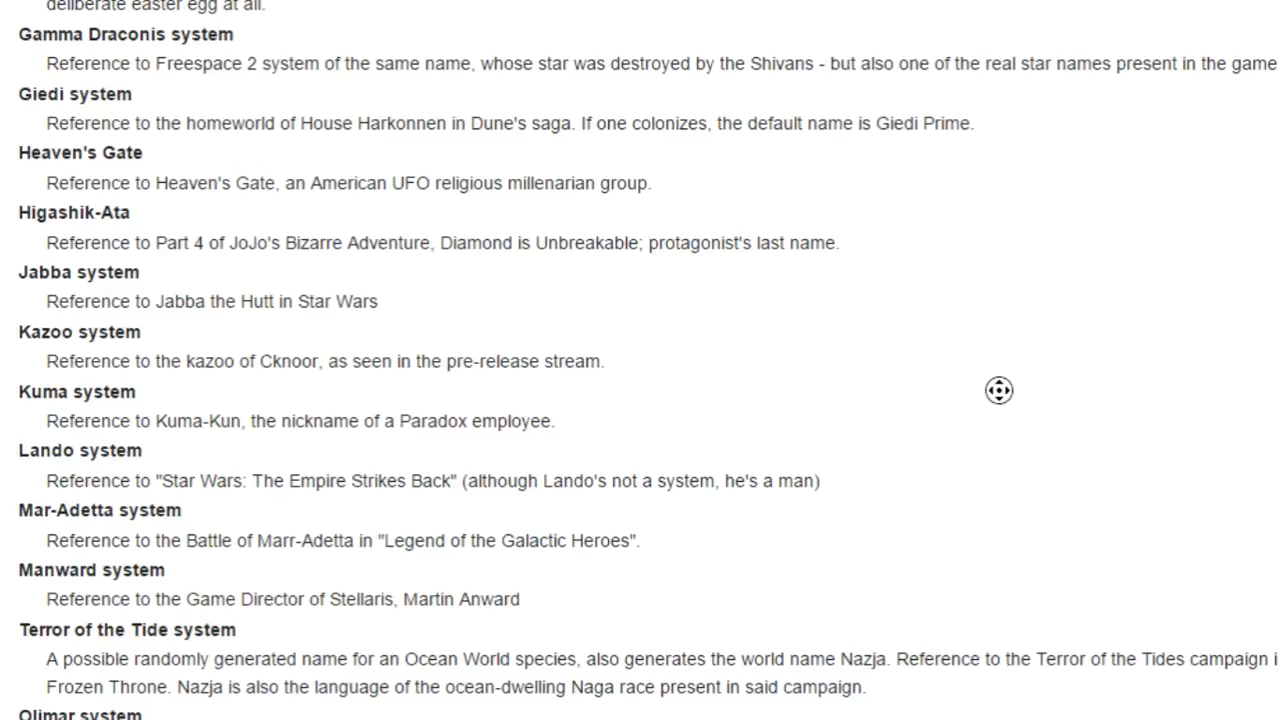 deliberate easter egg at all.
Gamma Draconis system
Reference to Freespace 2 system of the same name, whose star was destroyed by the Shivans - but also one of the real star names present in the game
Giedi system
Reference to the homeworld of House Harkonnen in Dune's saga. If one colonizes, the default name is Giedi Prime.
Heaven's Gate
Reference to Heaven's Gate, an American UFO religious millenarian group.
Higashik-Ata
Reference to Part 4 of JoJo's Bizarre Adventure, Diamond is Unbreakable; protagonist's last name.
Jabba system
Reference to Jabba the Hutt in Star Wars
Kazoo system
Reference to the kazoo of Cknoor, as seen in the pre-release stream.
Kuma system
Reference to Kuma-Kun, the nickname of a Paradox employee.
Lando system
Reference to "Star Wars: The Empire Strikes Back" (although Lando's not a system, he's a man)
Mar-Adetta system
Reference to the Battle of Marr-Adetta in "Legend of the Galactic Heroes".
Manward system
Reference to the Game Director of Stellaris, Martin Anward
Terror of the Tide system
A possible randomly generated name for an Ocean World species, also generates the world name Nazja. Reference to the Terror of the Tides campaign i
Frozen Throne. Nazja is also the language of the ocean-dwelling Naga race present in said campaign.
Olimar system